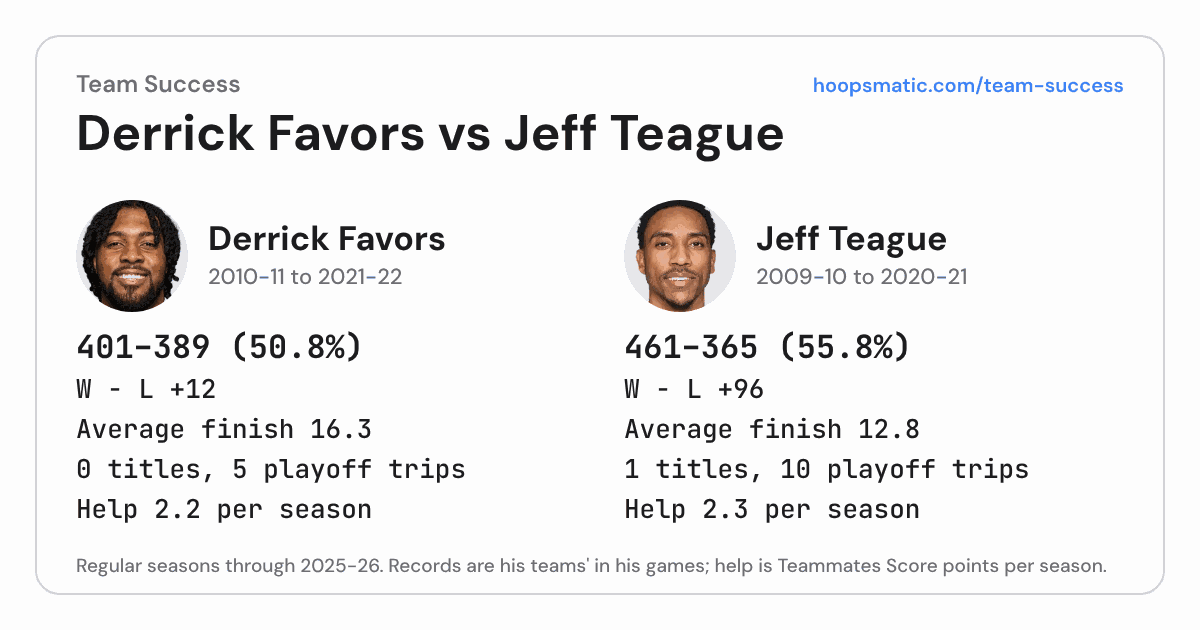 Team Success
hoopsmatic.com/team-success
Derrick Favors vs Jeff Teague
Derrick Favors
2010-11 to 2021-22
401-389 (50.8%)
W - L +12
Average finish 16.3
0 titles, 5 playoff trips
Help 2.2 per season
Jeff Teague
2009-10 to 2020-21
461-365 (55.8%)
W - L +96
Average finish 12.8
1 titles, 10 playoff trips
Help 2.3 per season
Regular seasons through 2025-26. Records are his teams' in his games; help is Teammates Score points per season.